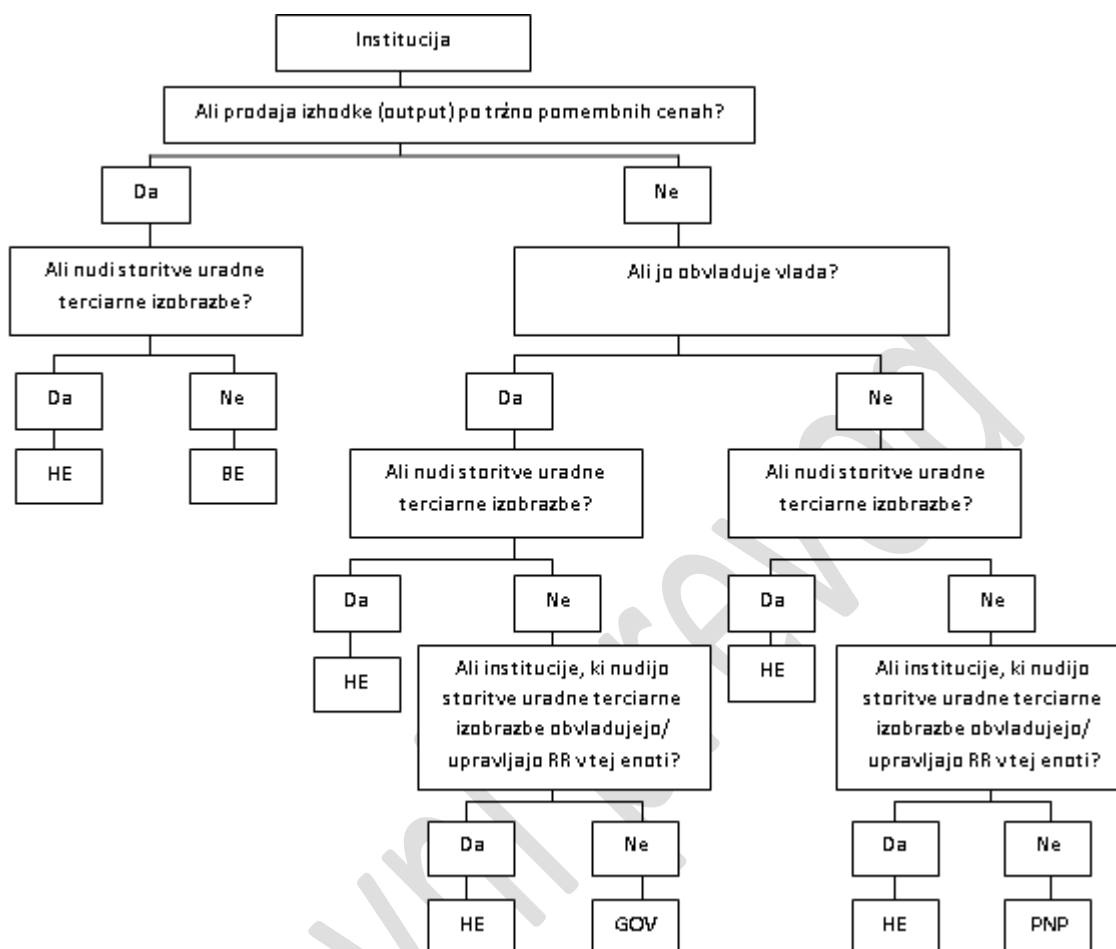 Institucija
Ali prodaja izhodke (output) po tržno pomembnih cenah?
Da
Ne
Ali nudi storitve uradne
terciarne izobrazbe?
Ali jo obvladuje vlada?
Da
Ne
Da
Ne
HE
BE
Ali nudi storitve uradne
terciarne izobrazbe?
Ali nudi storitve uradne
terciarne izobrazbe?
Da
Ne
Da
Ne
HE
Ali institucije, ki nudijo
storitve uradne terciarne
izobrazbe obvladujejo/
upravljajo RR v tej enoti?
HE
Ali institucije, ki nudijo
storitve uradne terciarne
izobrazbe obvladujejo/
upravljajo RR v tej enoti?
Da
Ne
Da
Ne
HE
GOV
HE
PNP